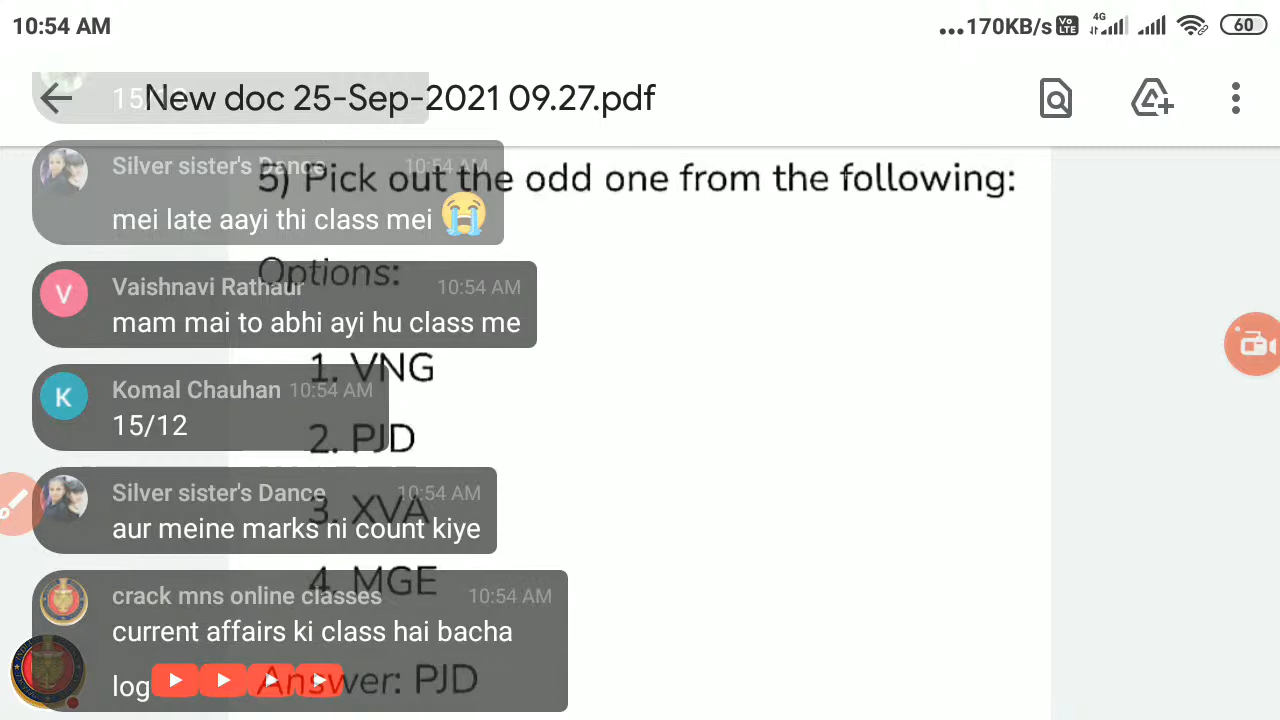 10:54 AM
...170KB/s Vo LTE 4G 60
15
New doc 25-Sep-2021 09.27.pdf
Silver sister's Dance 10:54 AM
5) Pick out the odd one from the following:
mei late aayi thi class mei 😭
Options:
Vaishnavi Rathaur 10:54 AM
V
mam mai to abhi ayi hu class me
1. VNG
Komal Chauhan 10:54 AM
K
15/12
2. PJD
Silver sister's Dance 10:54 AM
3. XVA
aur meine marks ni count kiye
4. MGE
crack mns online classes 10:54 AM
current affairs ki class hai bacha
log
Answer: PJD